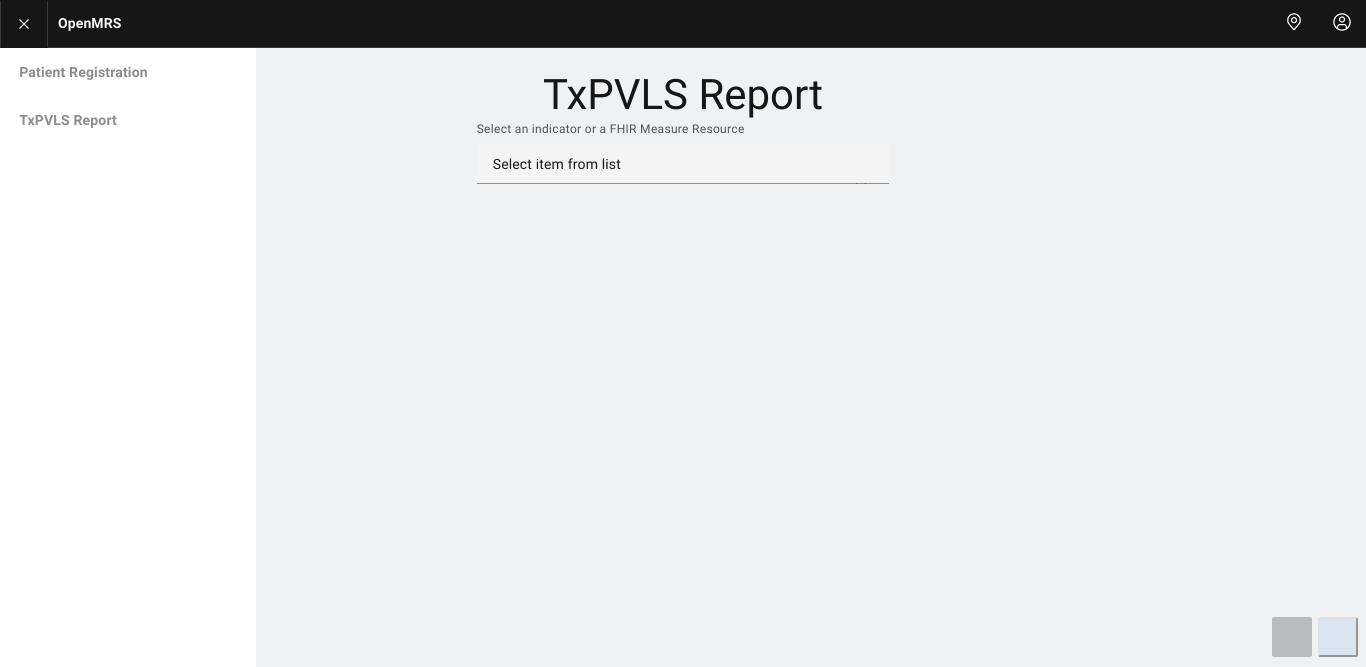 OpenMRS
Patient Registration
TxPVLS Report
TxPVLS Report
Select an indicator or a FHIR Measure Resource
Select item from list